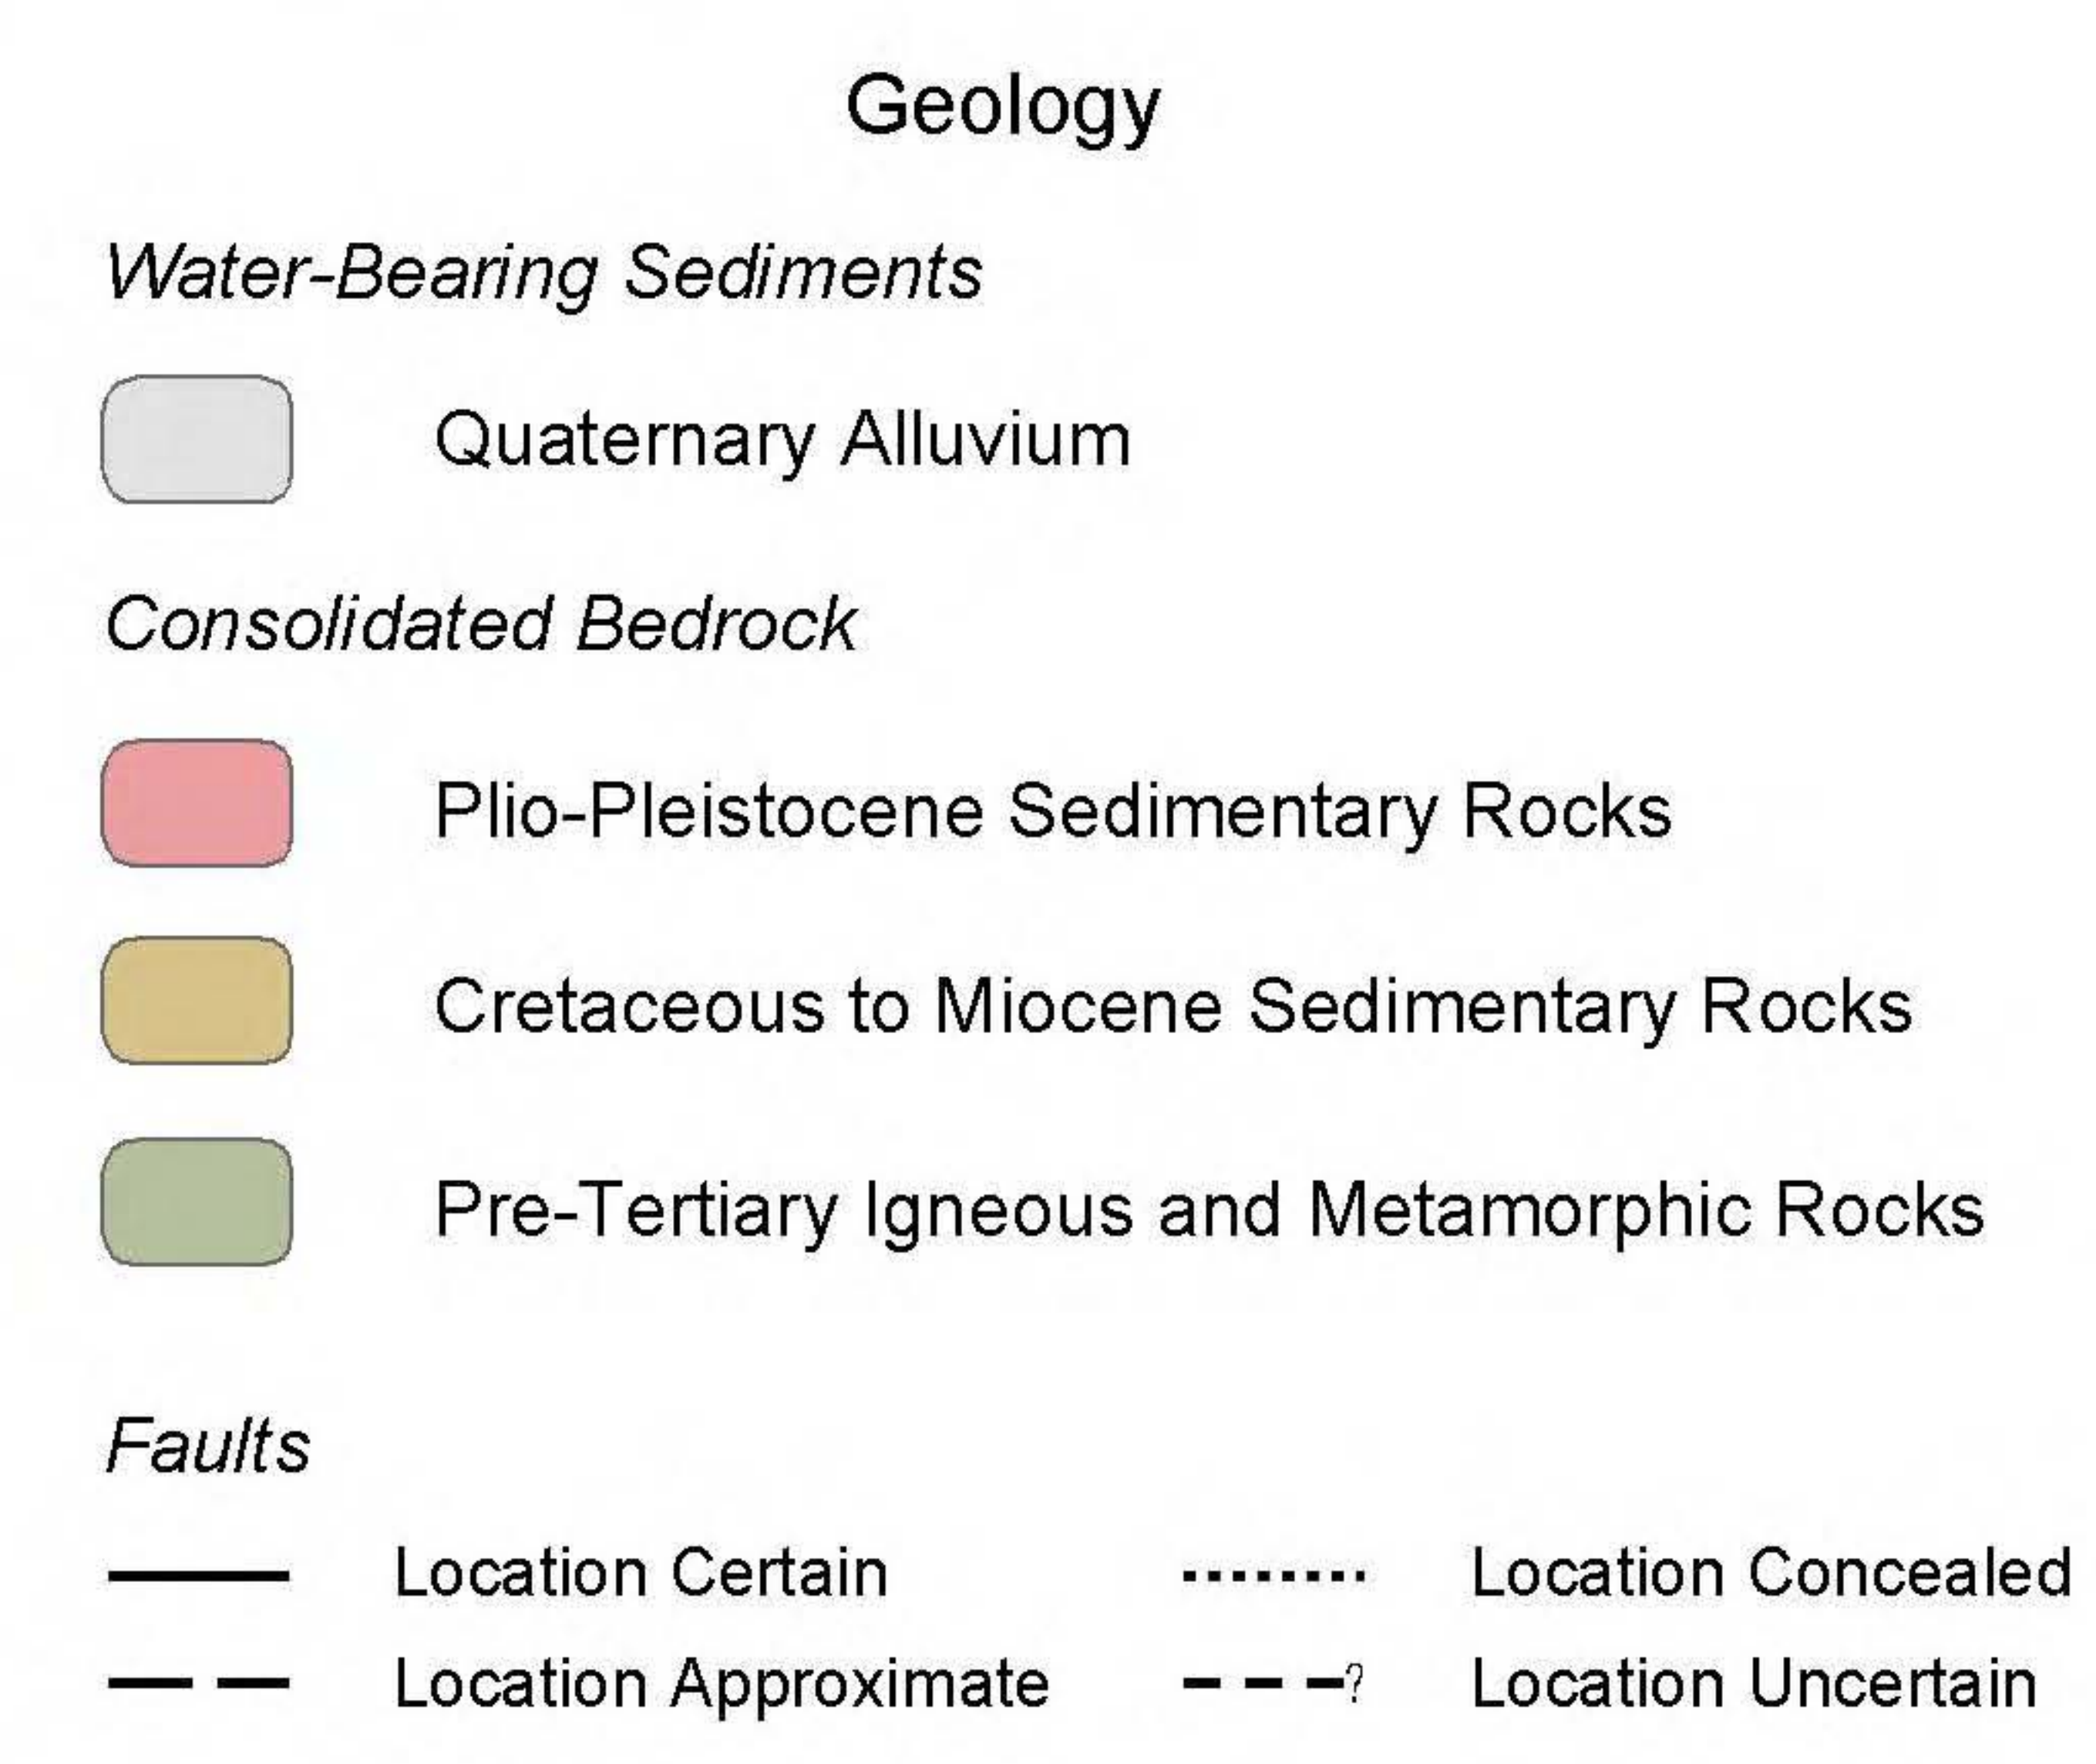 Geology
Water-Bearing Sediments
Quaternary Alluvium
Consolidated Bedrock
Plio-Pleistocene Sedimentary Rocks
Cretaceous to Miocene Sedimentary Rocks
Pre-Tertiary Igneous and Metamorphic Rocks
Faults
Location Certain
Location Concealed
Location Approximate
? Location Uncertain